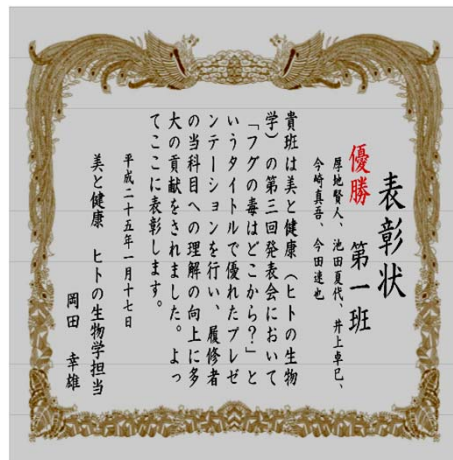 表彰状
優勝 第一班
厚地賢人、池田夏代、井上卓巳、
今崎真吾、今田達也
貴班は美と健康（ヒトの生物
学）の第三回発表会において
「フグの毒はどこから？」と
いうタイトルで優れたプレゼ
ンテーションを行い、履修者
の当科目への理解の向上に多
大の貢献をされました。よっ
てここに表彰します。
平成二十五年一月十七日
美と健康 ヒトの生物学担当
岡田 幸雄